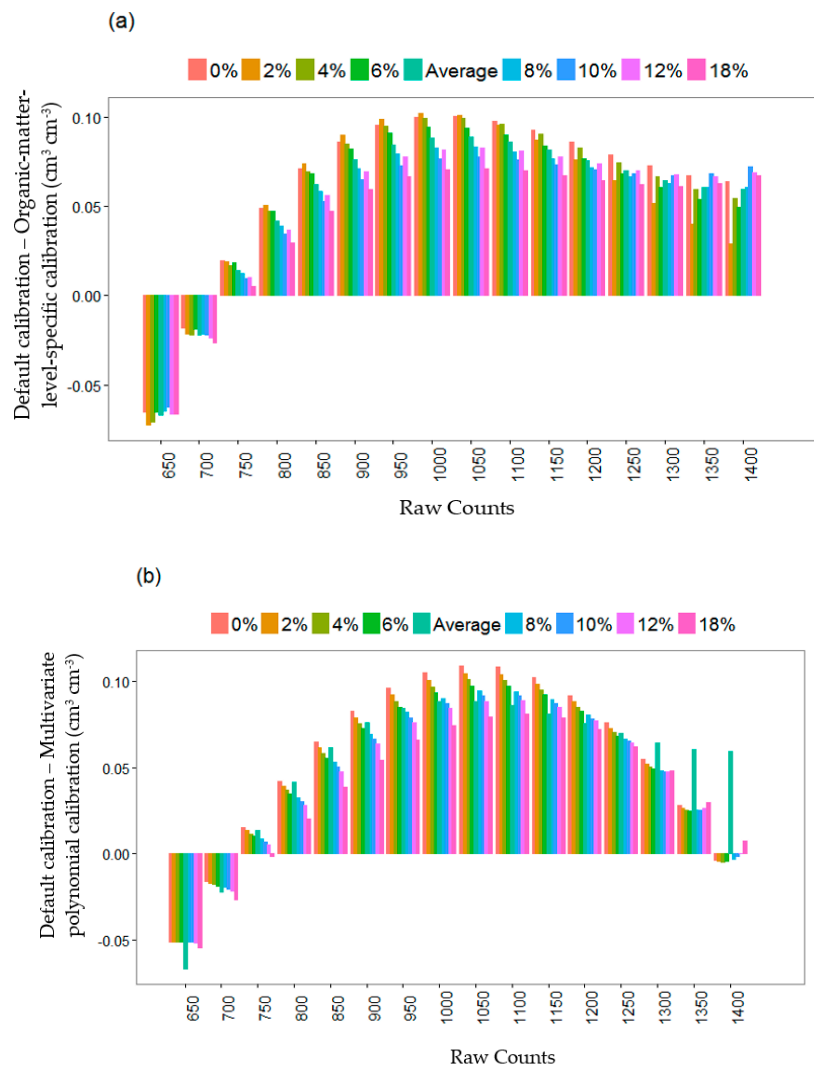 (a)
0% 2% 4% 6% Average 8% 10% 12% 18%
Default calibration – Organic-matter-
level-specific calibration (cm³ cm⁻³)
0.10
0.05
0.00
-0.05
650 700 750 800 850 900 950 1000 1050 1100 1150 1200 1250 1300 1350 1400
Raw Counts
(b)
0% 2% 4% 6% Average 8% 10% 12% 18%
Default calibration – Multivariate
polynomial calibration (cm³ cm⁻³)
0.10
0.05
0.00
-0.05
650 700 750 800 850 900 950 1000 1050 1100 1150 1200 1250 1300 1350 1400
Raw Counts